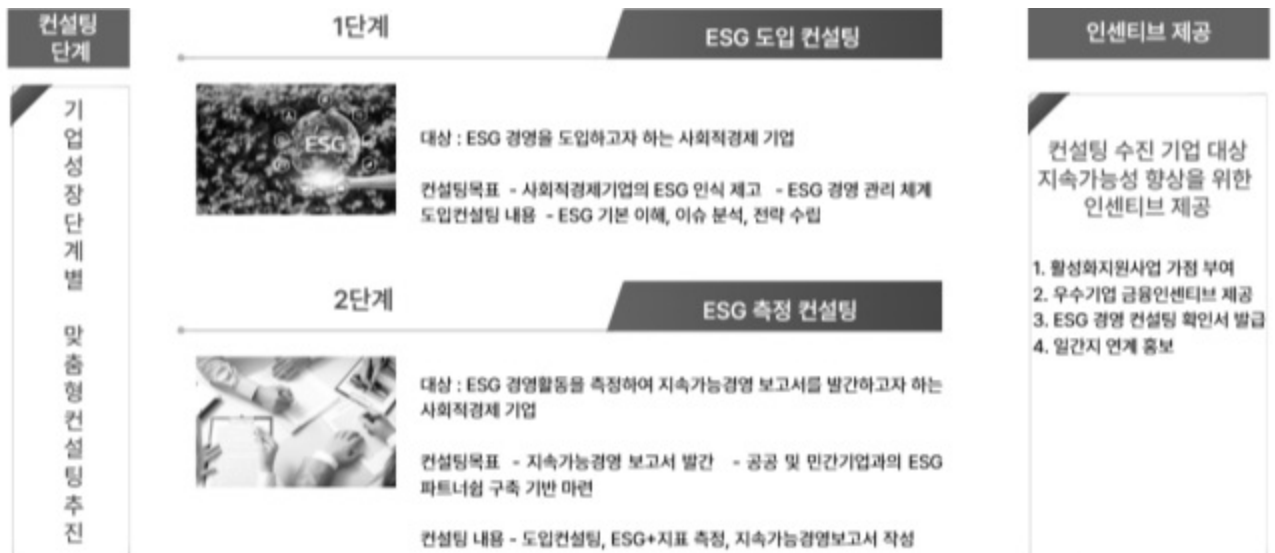 컨설팅
단계
기
업
성
장
단
계
별
맞
춤
형
컨
설
팅
추
진
1단계
ESG 도입 컨설팅
ESG
대상 : ESG 경영을 도입하고자 하는 사회적경제 기업
컨설팅목표 - 사회적경제기업의 ESG 인식 제고 - ESG 경영 관리 체계
도입컨설팅 내용 - ESG 기본 이해, 이슈 분석, 전략 수립
2단계
ESG 측정 컨설팅
대상 : ESG 경영활동을 측정하여 지속가능경영 보고서를 발간하고자 하는
사회적경제 기업
컨설팅목표 - 지속가능경영 보고서 발간 - 공공 및 민간기업과의 ESG
파트너쉽 구축 기반 마련
컨설팅 내용 - 도입컨설팅, ESG+지표 측정, 지속가능경영보고서 작성
인센티브 제공
컨설팅 수진 기업 대상
지속가능성 향상을 위한
인센티브 제공
1. 활성화지원사업 가점 부여
2. 우수기업 금융인센티브 제공
3. ESG 경영 컨설팅 확인서 발급
4. 일간지 연계 홍보